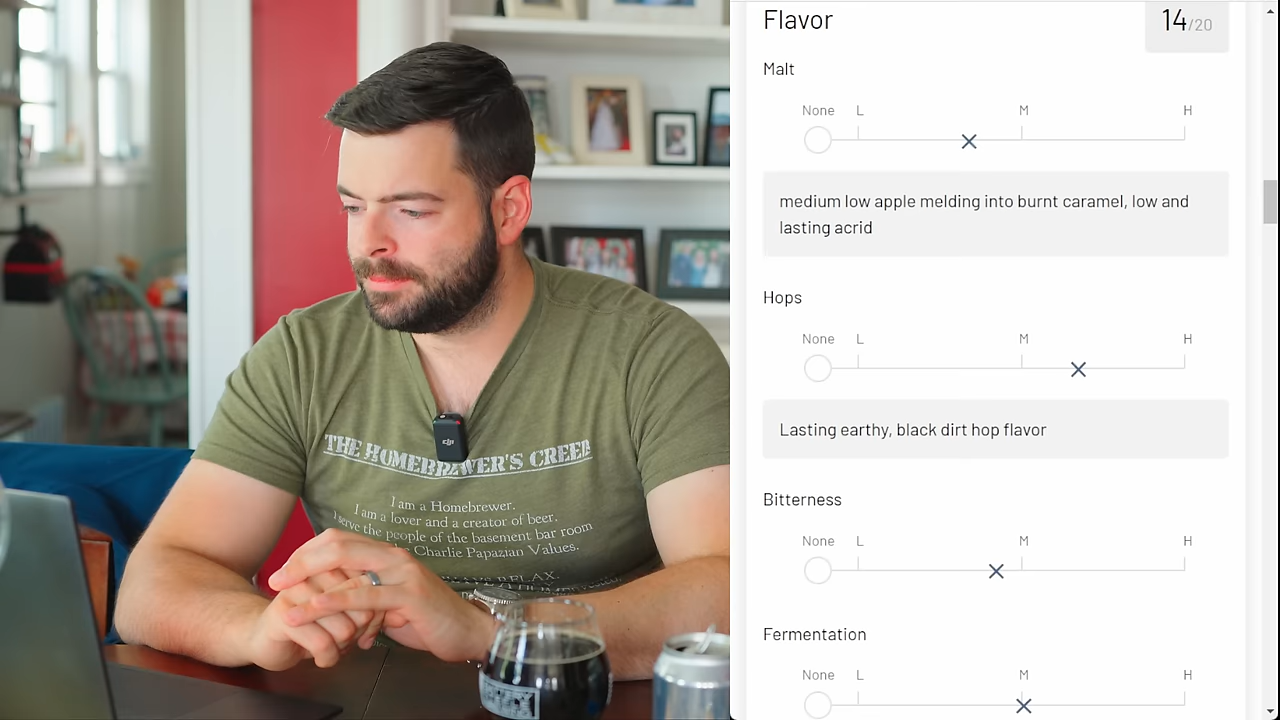 Flavor
14/20
Malt
None L M H
medium low apple melding into burnt caramel, low and
lasting acrid
Hops
None L M H
Lasting earthy, black dirt hop flavor
Bitterness
None L M H
Fermentation
None L M H
THE HOMEBREWER'S CREED
I am a Homebrewer.
I am a lover and a creator of beer.
I serve the people of the basement bar room
Charlie Papazian Values.
RELAX.
dji